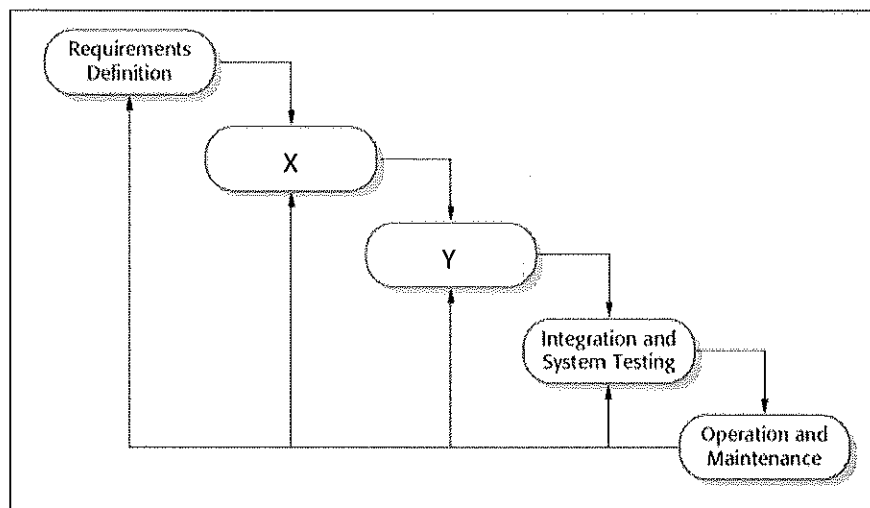 Requirements
Definition
X
Y
Integration and
System Testing
Operation and
Maintenance